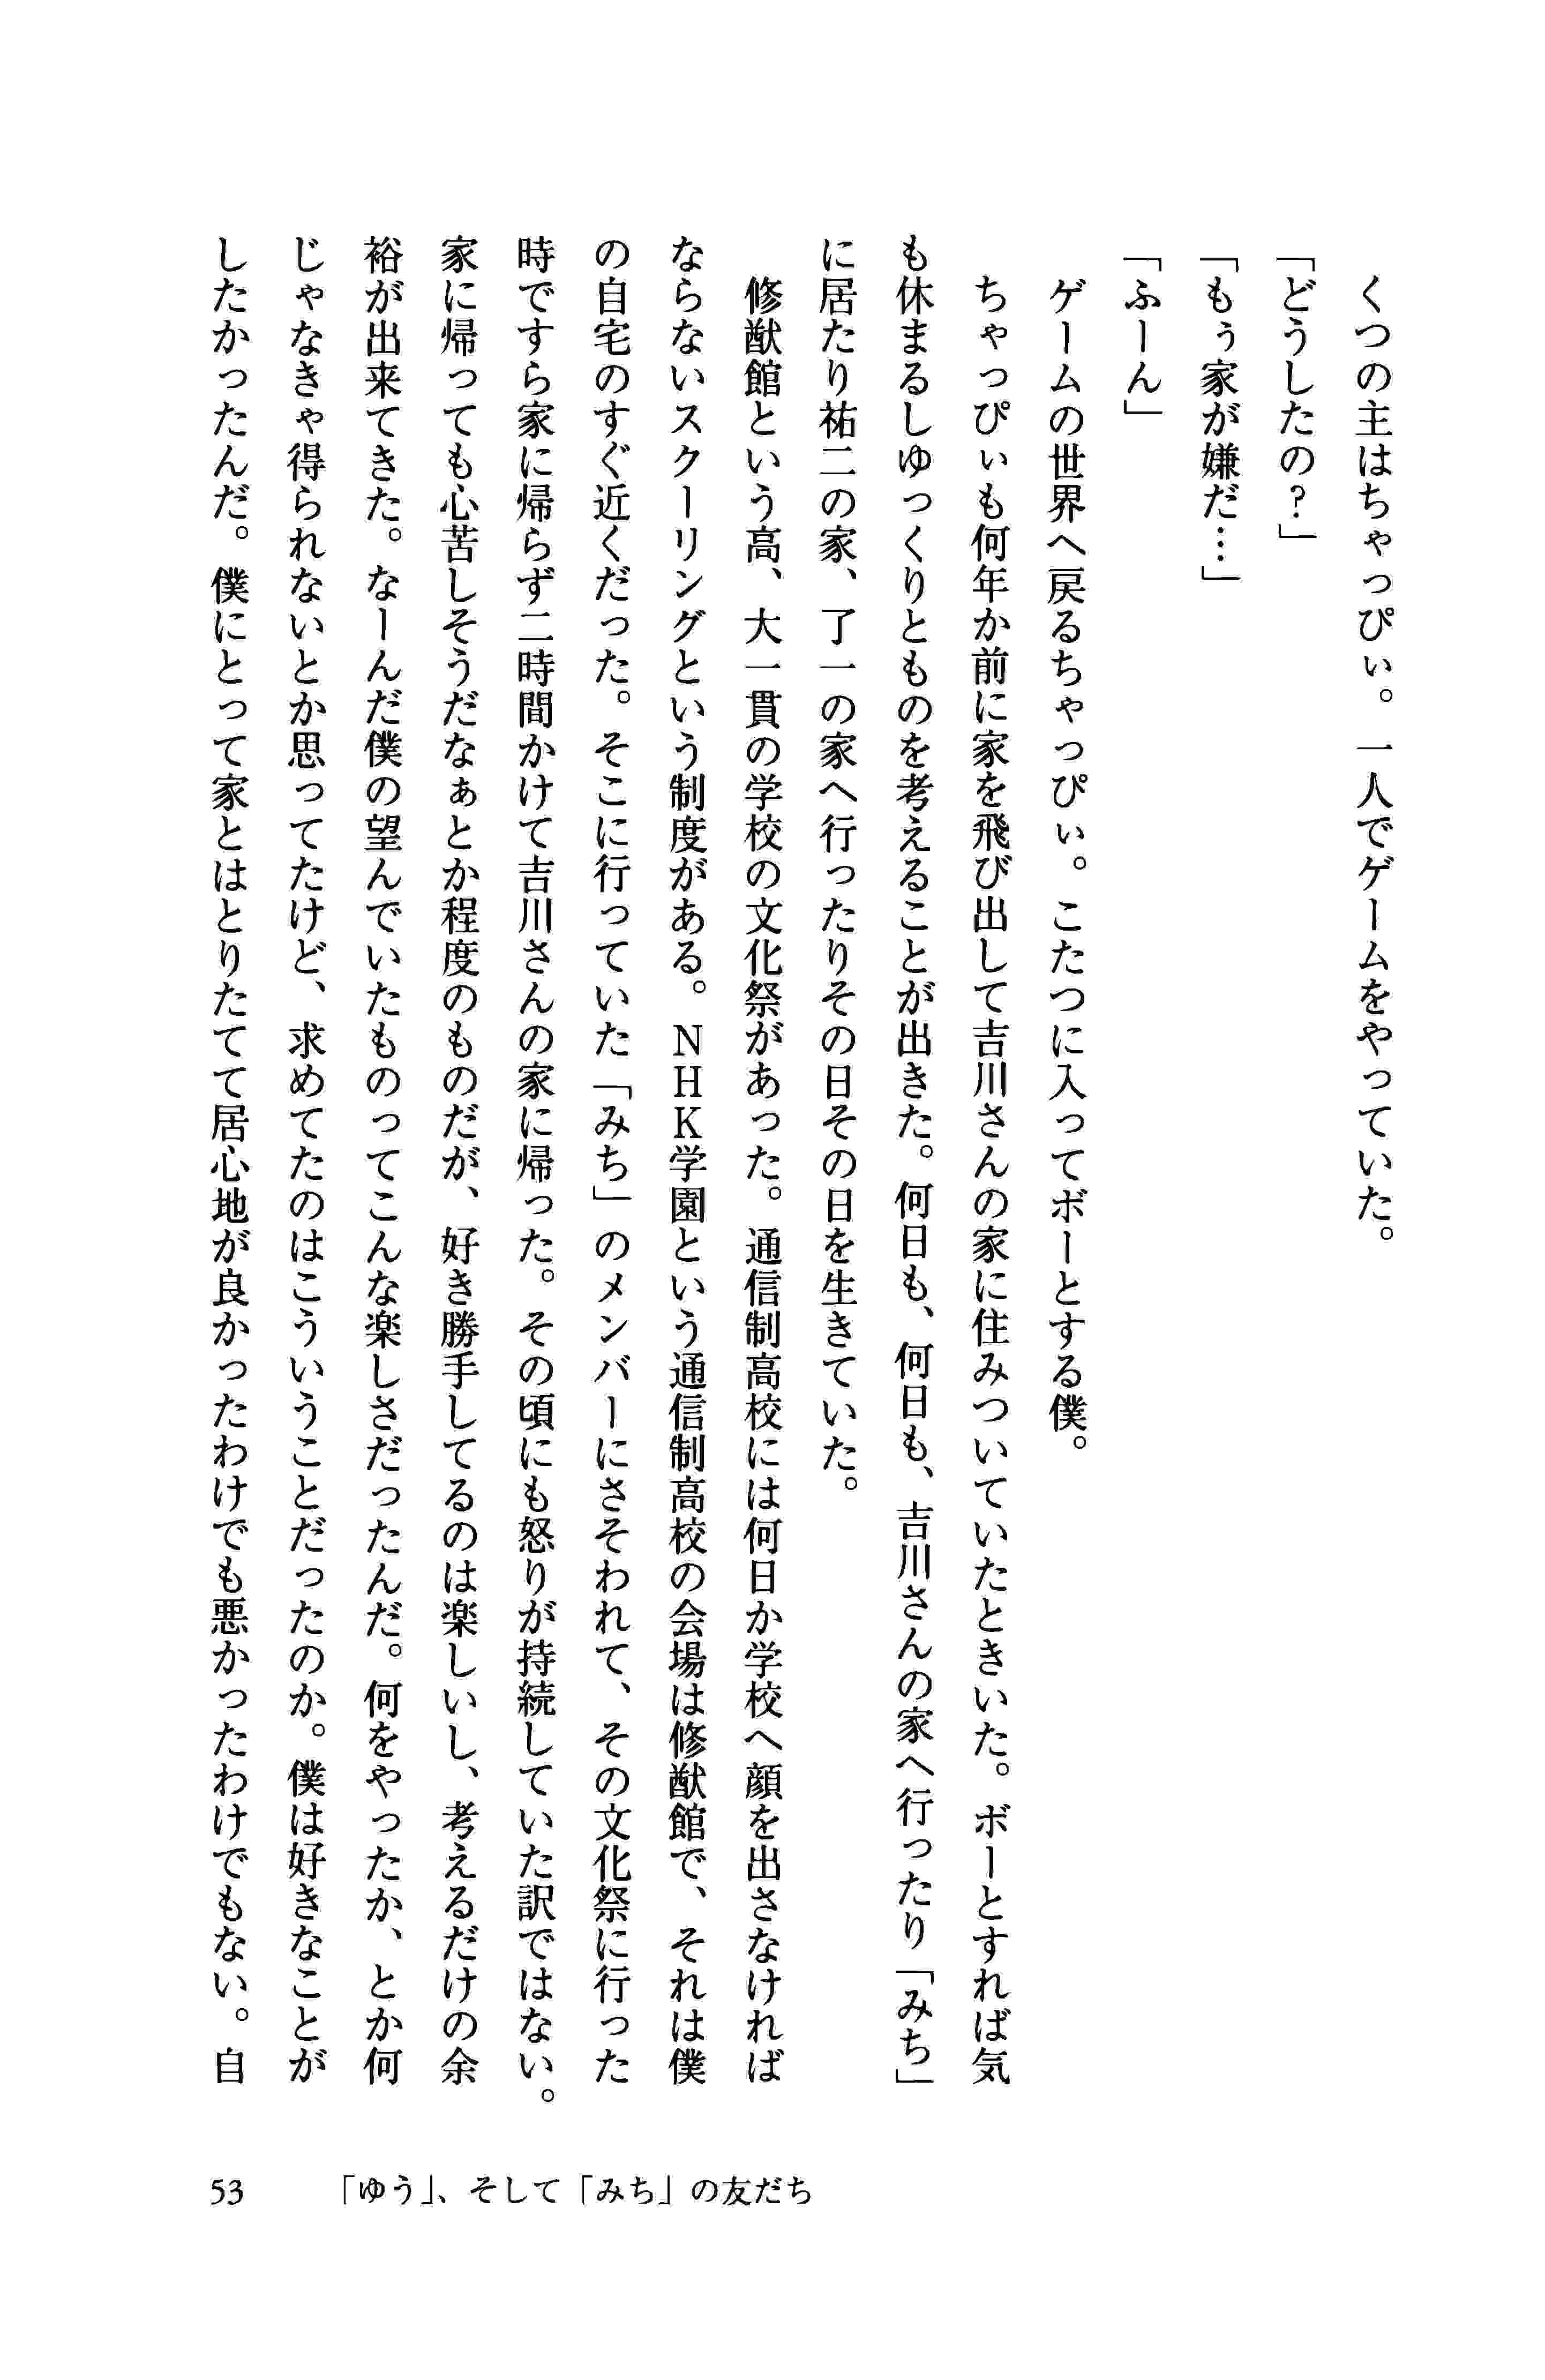 くつの主はちゃっぴぃ。一人でゲームをやっていた。
「どうしたの？」
「もぅ家が嫌だ…」
「ふーん」
ゲームの世界へ戻るちゃっぴぃ。こたつに入ってボーとする僕。
ちゃっぴぃも何年か前に家を飛び出して吉川さんの家に住みついていたときいた。ボーとすれば気
も休まるしゆっくりとものを考えることが出きた。何日も、何日も、吉川さんの家へ行ったり「みち」
に居たり祐二の家、了一の家へ行ったりその日その日を生きていた。
修猷館という高、大一貫の学校の文化祭があった。通信制高校には何日か学校へ顔を出さなければ
ならないスクーリングという制度がある。ＮＨＫ学園という通信制高校の会場は修猷館で、それは僕
の自宅のすぐ近くだった。そこに行っていた「みち」のメンバーにさそわれて、その文化祭に行った
時ですら家に帰らず二時間かけて吉川さんの家に帰った。その頃にも怒りが持続していた訳ではない。
家に帰っても心苦しそうだなぁとか程度のものだが、好き勝手してるのは楽しいし、考えるだけの余
裕が出来てきた。なーんだ僕の望んでいたものってこんな楽しさだったんだ。何をやったか、とか何
じゃなきゃ得られないとか思ってたけど、求めてたのはこういうことだったのか。僕は好きなことが
したかったんだ。僕にとって家とはとりたてて居心地が良かったわけでも悪かったわけでもない。自
53 「ゆう」、そして「みち」の友だち